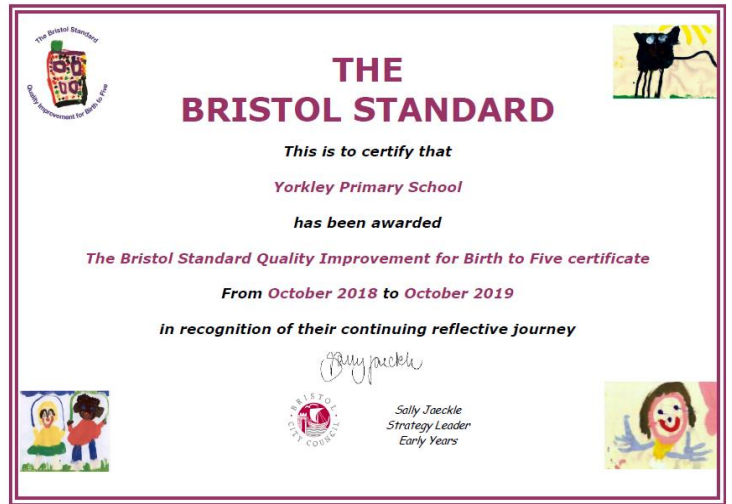 The Bristol Standard
Quality Improvement for Birth to Five
THE
BRISTOL STANDARD
This is to certify that
Yorkley Primary School
has been awarded
The Bristol Standard Quality Improvement for Birth to Five certificate
From October 2018 to October 2019
in recognition of their continuing reflective journey
Sally Jaeckle
BRISTOL
CITY COUNCIL
Sally Jaeckle
Strategy Leader
Early Years